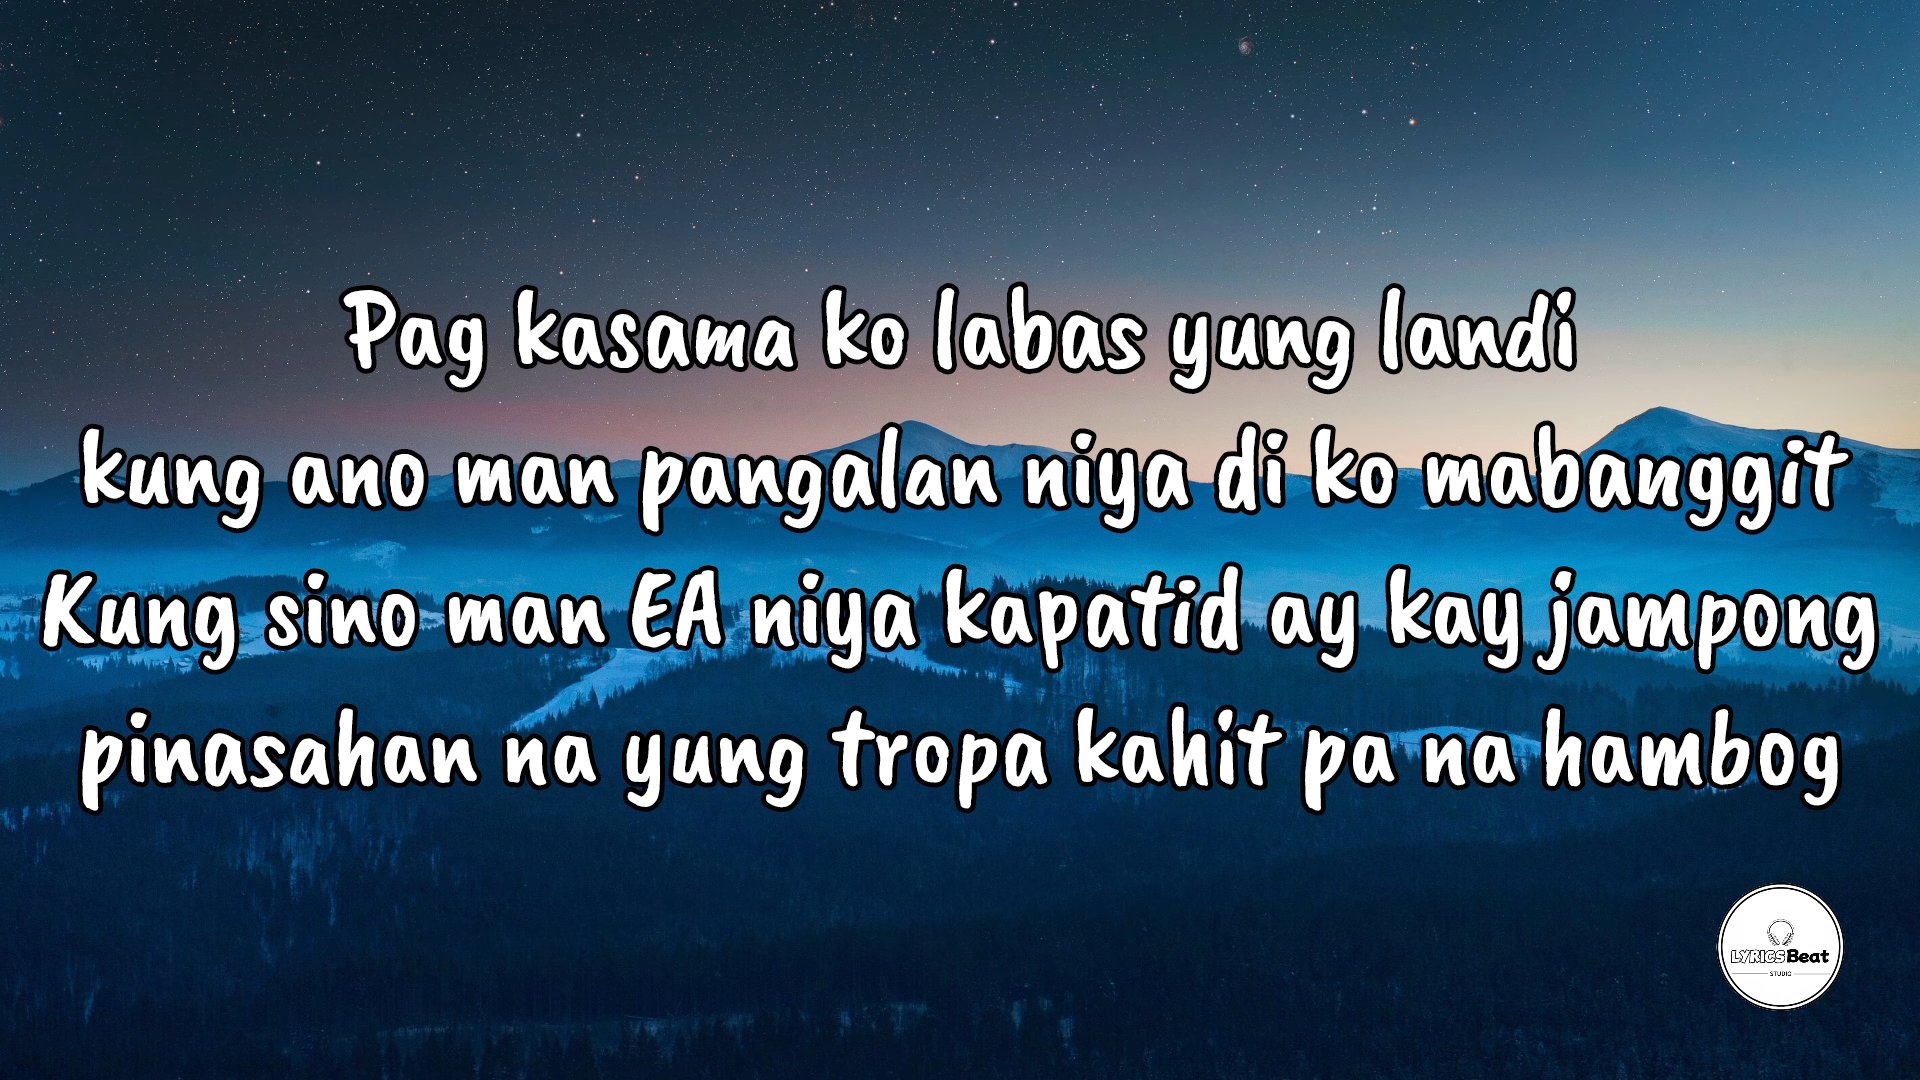 Pag kasama ko labas yung landi
kung ano man pangalan niya di ko mabanggit
Kung sino man EA niya kapatid ay kay jampong
pinasahan na yung tropa kahit pa na hambog
LYRICSBeat
STUDIO